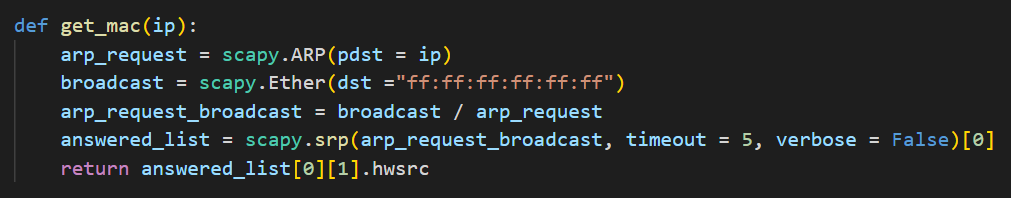 def get_mac(ip):
    arp_request = scapy.ARP(pdst = ip)
    broadcast = scapy.Ether(dst ="ff:ff:ff:ff:ff:ff")
    arp_request_broadcast = broadcast / arp_request
    answered_list = scapy.srp(arp_request_broadcast, timeout = 5, verbose = False)[0]
    return answered_list[0][1].hwsrc